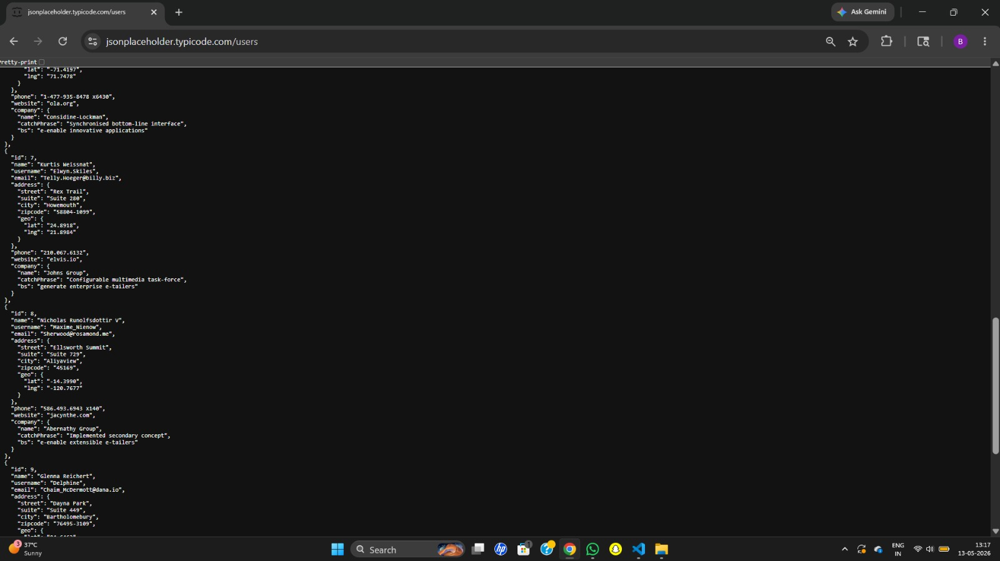 jsonplaceholder.typicode.com/users
Ask Gemini
jsonplaceholder.typicode.com/users
B
retty-print
"lat": "-71.4197",
"lng": "71.7478"
}
},
"phone": "1-477-935-8478 x6430",
"website": "ola.org",
"company": {
"name": "Considine-Lockman",
"catchPhrase": "Synchronised bottom-line interface",
"bs": "e-enable innovative applications"
}
},
{
"id": 7,
"name": "Kurtis Weissnat",
"username": "Elwyn.Skiles",
"email": "Telly.Hoeger@billy.biz",
"address": {
"street": "Rex Trail",
"suite": "Suite 280",
"city": "Howemouth",
"zipcode": "58804-1099",
"geo": {
"lat": "24.8918",
"lng": "21.8984"
}
},
"phone": "210.067.6132",
"website": "elvis.io",
"company": {
"name": "Johns Group",
"catchPhrase": "Configurable multimedia task-force",
"bs": "generate enterprise e-tailers"
}
},
{
"id": 8,
"name": "Nicholas Runolfsdottir V",
"username": "Maxime_Nienow",
"email": "Sherwood@rosamond.me",
"address": {
"street": "Ellsworth Summit",
"suite": "Suite 729",
"city": "Aliyaview",
"zipcode": "45169",
"geo": {
"lat": "-14.3990",
"lng": "-120.7677"
}
},
"phone": "586.493.6943 x140",
"website": "jacynthe.com",
"company": {
"name": "Abernathy Group",
"catchPhrase": "Implemented secondary concept",
"bs": "e-enable extensible e-tailers"
}
},
{
"id": 9,
"name": "Glenna Reichert",
"username": "Delphine",
"email": "Chaim_McDermott@dana.io",
"address": {
"street": "Dayna Park",
"suite": "Suite 449",
"city": "Bartholomebury",
"zipcode": "76495-3109",
"geo": {
3
37°C
Sunny
Search
hp
1
ENG
IN
13:17
13-05-2026